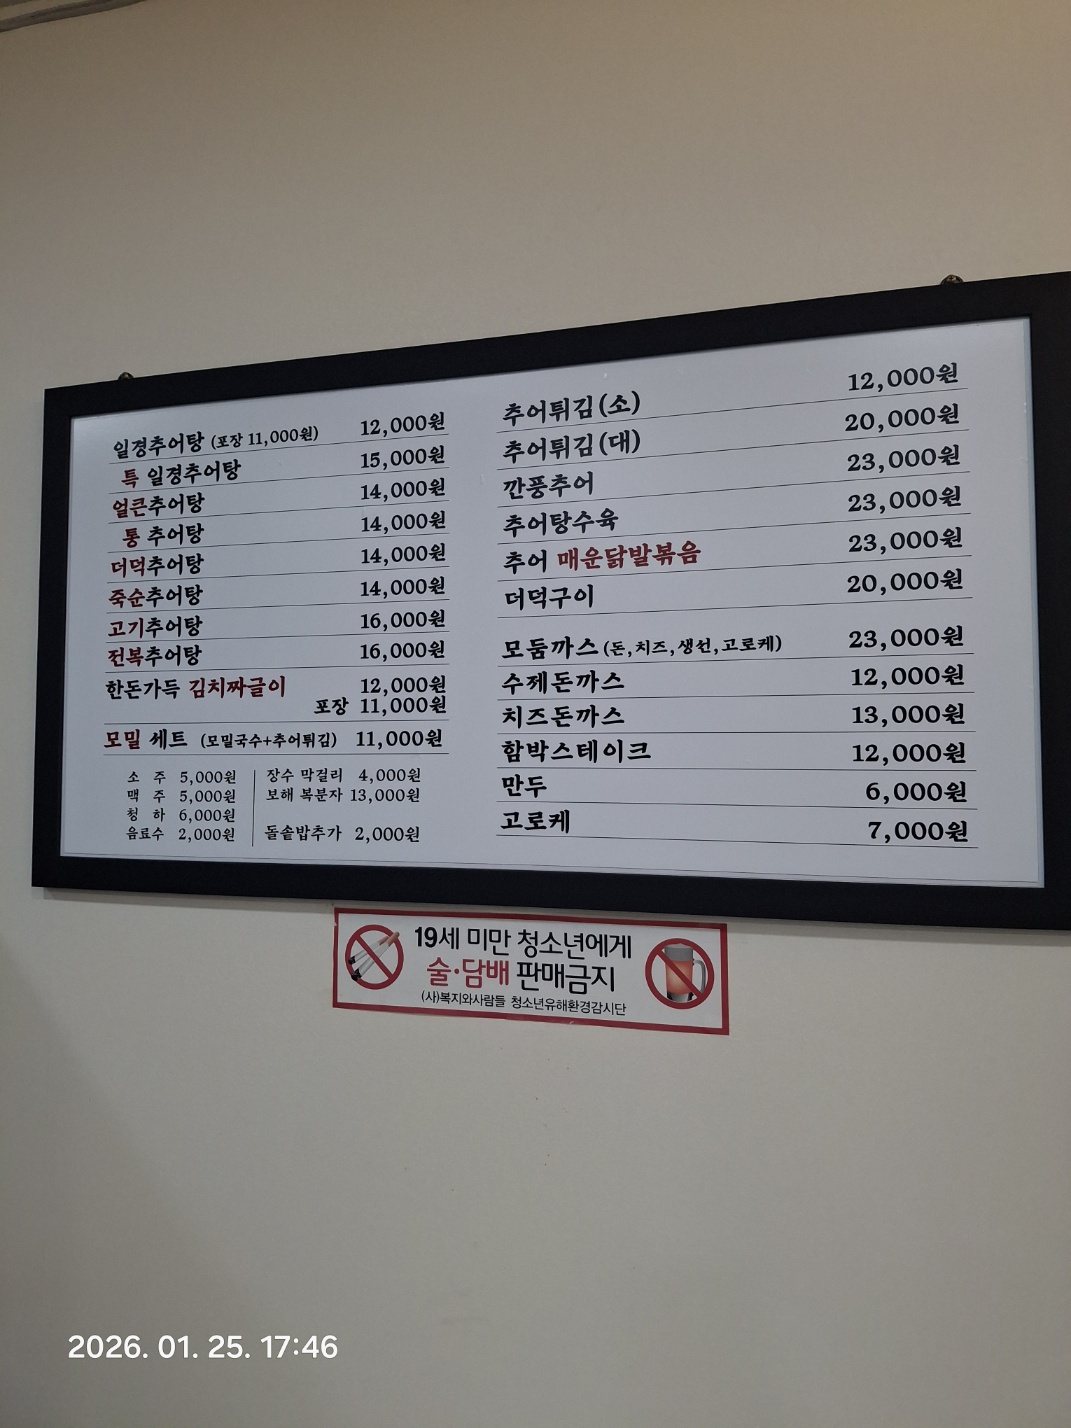 일경추어탕 (포장 11,000원) 12,000원
특 일경추어탕 15,000원
얼큰추어탕 14,000원
통 추어탕 14,000원
더덕추어탕 14,000원
죽순추어탕 14,000원
고기추어탕 16,000원
전복추어탕 16,000원
한돈가득 김치짜글이 12,000원
포장 11,000원
모밀 세트 (모밀국수+추어튀김) 11,000원
소 주 5,000원
맥 주 5,000원
청 하 6,000원
음료수 2,000원
장수 막걸리 4,000원
보해 복분자 13,000원
돌솥밥추가 2,000원
추어튀김(소) 12,000원
추어튀김(대) 20,000원
깐풍추어 23,000원
추어탕수육 23,000원
추어 매운닭발볶음 23,000원
더덕구이 20,000원
모둠까스(돈,치즈,생선,고로케) 23,000원
수제돈까스 12,000원
치즈돈까스 13,000원
함박스테이크 12,000원
만두 6,000원
고로케 7,000원
19세 미만 청소년에게
술·담배 판매금지
(사)복지와사람들 청소년유해환경감시단
2026. 01. 25. 17:46